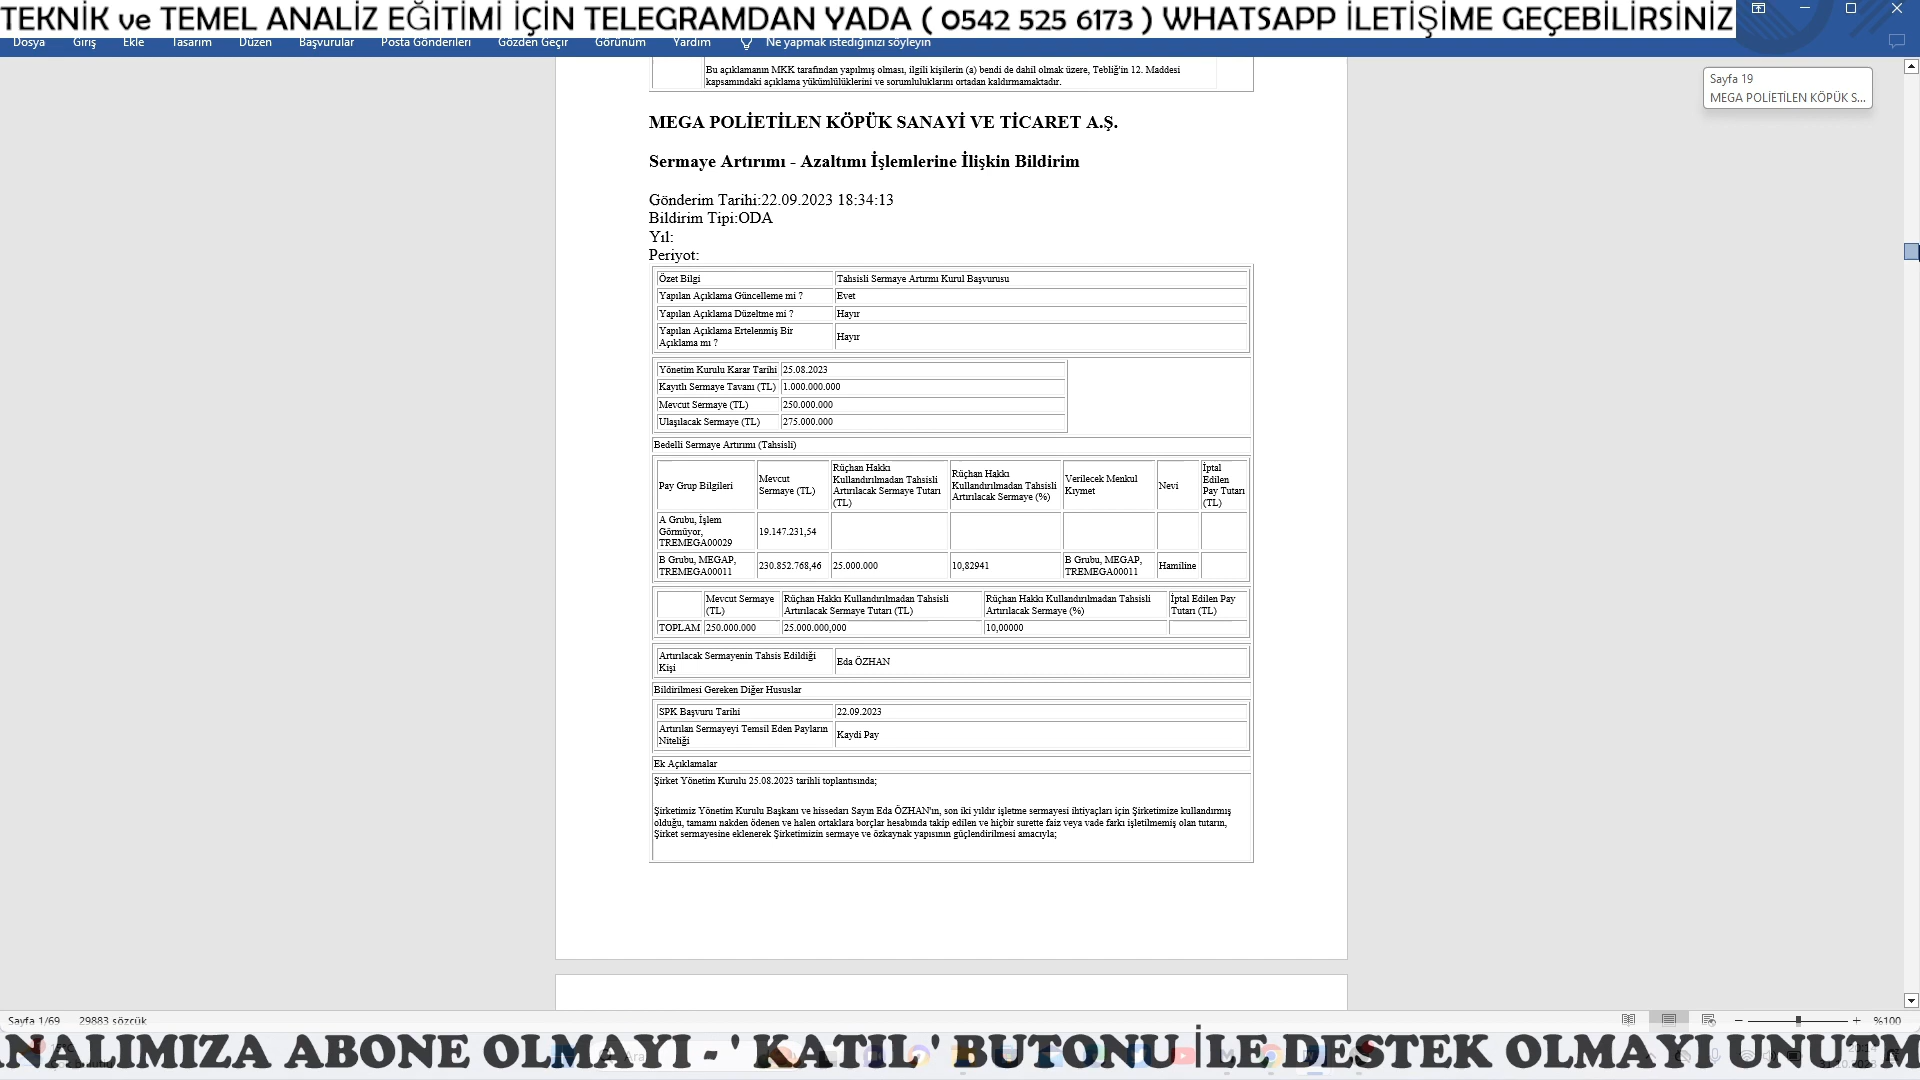 TEKNİK ve TEMEL ANALİZ EĞİTİMİ İÇİN TELEGRAMDAN YADA ( 0542 525 6173 ) WHATSAPP İLETİŞİME GEÇEBİLİRSİNİZ
Dosya Giriş Ekle Tasarım Düzen Başvurular Posta Gönderileri Gözden Geçir Görünüm Yardım Ne yapmak istediğinizi söyleyin
Sayfa 19
MEGA POLİETİLEN KÖPÜK S...
Bu açıklamanın MKK tarafından yapılmış olması, ilgili kişilerin (a) bendi de dahil olmak üzere, Tebliğ'in 12. Maddesi
kapsamındaki açıklama yükümlülüklerini ve sorumluluklarını ortadan kaldırmamaktadır.
MEGA POLİETİLEN KÖPÜK SANAYİ VE TİCARET A.Ş.
Sermaye Artırımı - Azaltımı İşlemlerine İlişkin Bildirim
Gönderim Tarihi:22.09.2023 18:34:13
Bildirim Tipi:ODA
Yıl:
Periyot:
Özet Bilgi Tahsisli Sermaye Artırmı Kurul Başvurusu
Yapılan Açıklama Güncelleme mi ? Evet
Yapılan Açıklama Düzeltme mi ? Hayır
Yapılan Açıklama Ertelenmiş Bir
Açıklama mı ? Hayır
Yönetim Kurulu Karar Tarihi 25.08.2023
Kayıtlı Sermaye Tavanı (TL) 1.000.000.000
Mevcut Sermaye (TL) 250.000.000
Ulaşılacak Sermaye (TL) 275.000.000
Bedelli Sermaye Artırımı (Tahsisli)
Pay Grup Bilgileri Mevcut Sermaye (TL) Rüçhan Hakkı Kullandırılmadan Tahsisli Artırılacak Sermaye Tutarı (TL) Rüçhan Hakkı Kullandırılmadan Tahsisli Artırılacak Sermaye (%) Verilecek Menkul Kıymet Nevi İptal Edilen Pay Tutarı (TL)
A Grubu, İşlem Görmüyor, TREMEGA00029 19.147.231,54
B Grubu, MEGAP, TREMEGA00011 230.852.768,46 25.000.000 10,82941 B Grubu, MEGAP, TREMEGA00011 Hamiline
Mevcut Sermaye (TL) Rüçhan Hakkı Kullandırılmadan Tahsisli Artırılacak Sermaye Tutarı (TL) Rüçhan Hakkı Kullandırılmadan Tahsisli Artırılacak Sermaye (%) İptal Edilen Pay Tutarı (TL)
TOPLAM 250.000.000 25.000.000,000 10,00000
Artırılacak Sermayenin Tahsis Edildiği
Kişi Eda ÖZHAN
Bildirilmesi Gereken Diğer Hususlar
SPK Başvuru Tarihi 22.09.2023
Artırılan Sermayeyi Temsil Eden Payların
Niteliği Kaydi Pay
Ek Açıklamalar
Şirket Yönetim Kurulu 25.08.2023 tarihli toplantısında;
Şirketimiz Yönetim Kurulu Başkanı ve hissedarı Sayın Eda ÖZHAN'ın, son iki yıldır işletme sermayesi ihtiyaçları için Şirketimize kullandırmış
olduğu, tamamı nakden ödenen ve halen ortaklara borçlar hesabında takip edilen ve hiçbir surette faiz veya vade farkı işletilmemiş olan tutarın,
Şirket sermayesine eklenerek Şirketimizin sermaye ve özkaynak yapısının güçlendirilmesi amacıyla;
Sayfa 1/69 29883 sözcük %100
ANALIMIZA ABONE OLMAYI - ' KATIL ' BUTONU İLE DESTEK OLMAYI UNUTM